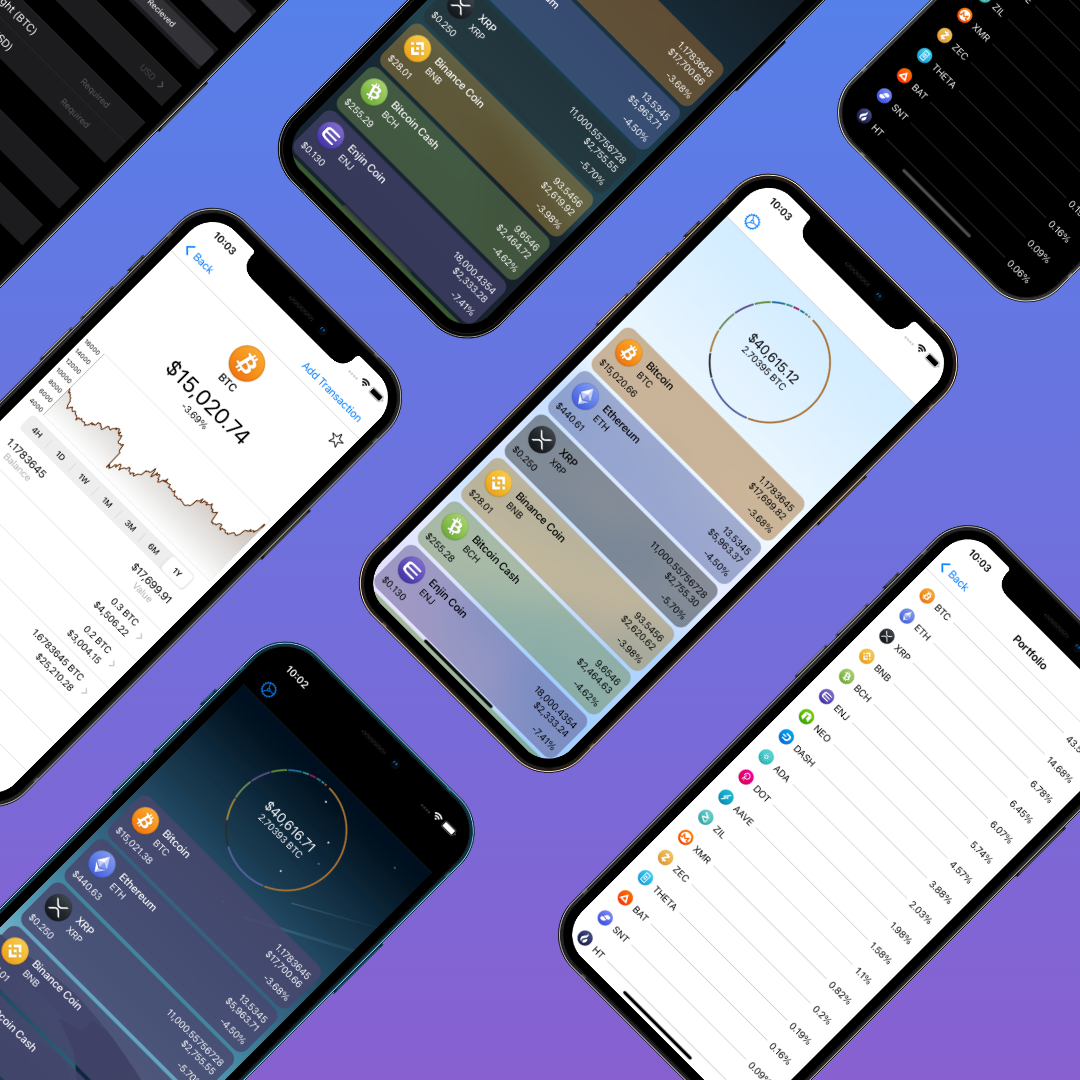 ght (BTC)
Recieved
SD)
USD
Required
Required
XRP
$0.250
XRP
1.1783645
$17,700.66
-3.68%
Binance Coin
$28.01
BNB
13.5345
$5,963.71
-4.50%
Bitcoin Cash
$255.29
BCH
11,000.55756728
$2,755.55
-5.70%
Enjin Coin
$0.130
ENJ
93.5456
$2,619.92
-3.98%
9.6546
$2,464.72
-4.62%
18,000.4354
$2,333.28
-7.41%
ZIL
XMR
ZEC
THETA
BAT
SNT
HT
0.16%
0.09%
0.06%
10:03
Back
BTC
$15,020.74
-3.69%
Add Transaction
16000
14000
12000
10000
8000
6000
4000
4H
1D
1W
1M
3M
6M
1Y
1.1783645
Balance
$17,699.91
Value
0.3 BTC
$4,506.22
0.2 BTC
$3,004.15
1.6783645 BTC
$25,210.28
10:03
$40,615.12
2.70395 BTC
Bitcoin
$15,020.66
BTC
1.1783645
$17,699.82
-3.68%
Ethereum
$440.61
ETH
13.5345
$5,963.37
-4.50%
XRP
$0.250
XRP
11,000.55756728
$2,755.30
-5.70%
Binance Coin
$28.01
BNB
93.5456
$2,620.62
-3.98%
Bitcoin Cash
$255.28
BCH
9.6546
$2,464.63
-4.62%
Enjin Coin
$0.130
ENJ
18,000.4354
$2,333.24
-7.41%
10:02
$40,616.71
2.70393 BTC
Bitcoin
$15,021.38
BTC
1.1783645
$17,700.66
-3.68%
Ethereum
$440.63
ETH
13.5345
$5,963.71
-4.50%
XRP
$0.250
XRP
11,000.55756728
$2,755.55
-5.70
Binance Coin
.01
BNB
tcoin Cash
10:03
Back
Portfolio
BTC
43.5
ETH
14.68%
XRP
6.78%
BNB
6.45%
BCH
6.07%
ENJ
5.74%
NEO
4.57%
DASH
3.88%
ADA
2.03%
DOT
1.98%
AAVE
1.58%
ZIL
1.1%
XMR
0.82%
ZEC
0.2%
THETA
0.19%
BAT
0.16%
SNT
0.09%
HT